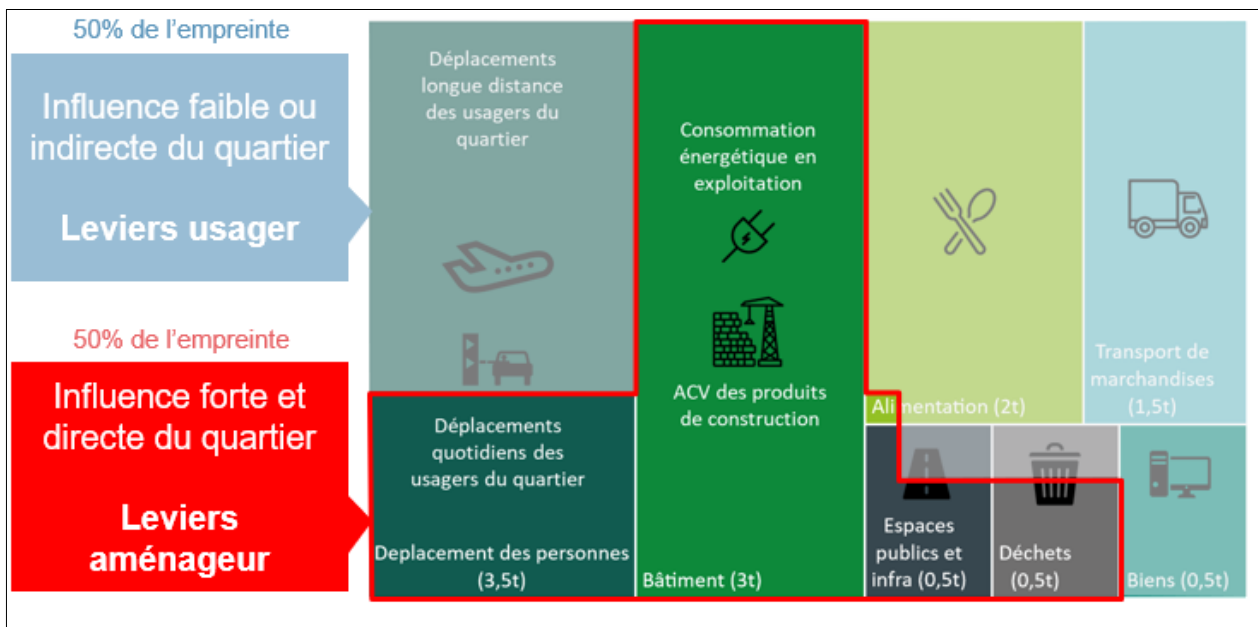 50% de l’empreinte
Influence faible ou
indirecte du quartier
Leviers usager
50% de l’empreinte
Influence forte et
directe du quartier
Leviers
aménageur
Déplacements
longue distance
des usagers du
quartier
Déplacements
quotidiens des
usagers du quartier
Deplacement des personnes
(3,5t)
Consommation
énergétique en
exploitation
ACV des produits
de construction
Bâtiment (3t)
Alimentation (2t)
Transport de
marchandises
(1,5t)
Espaces
publics et
infra (0,5t)
Déchets
(0,5t)
Biens (0,5t)